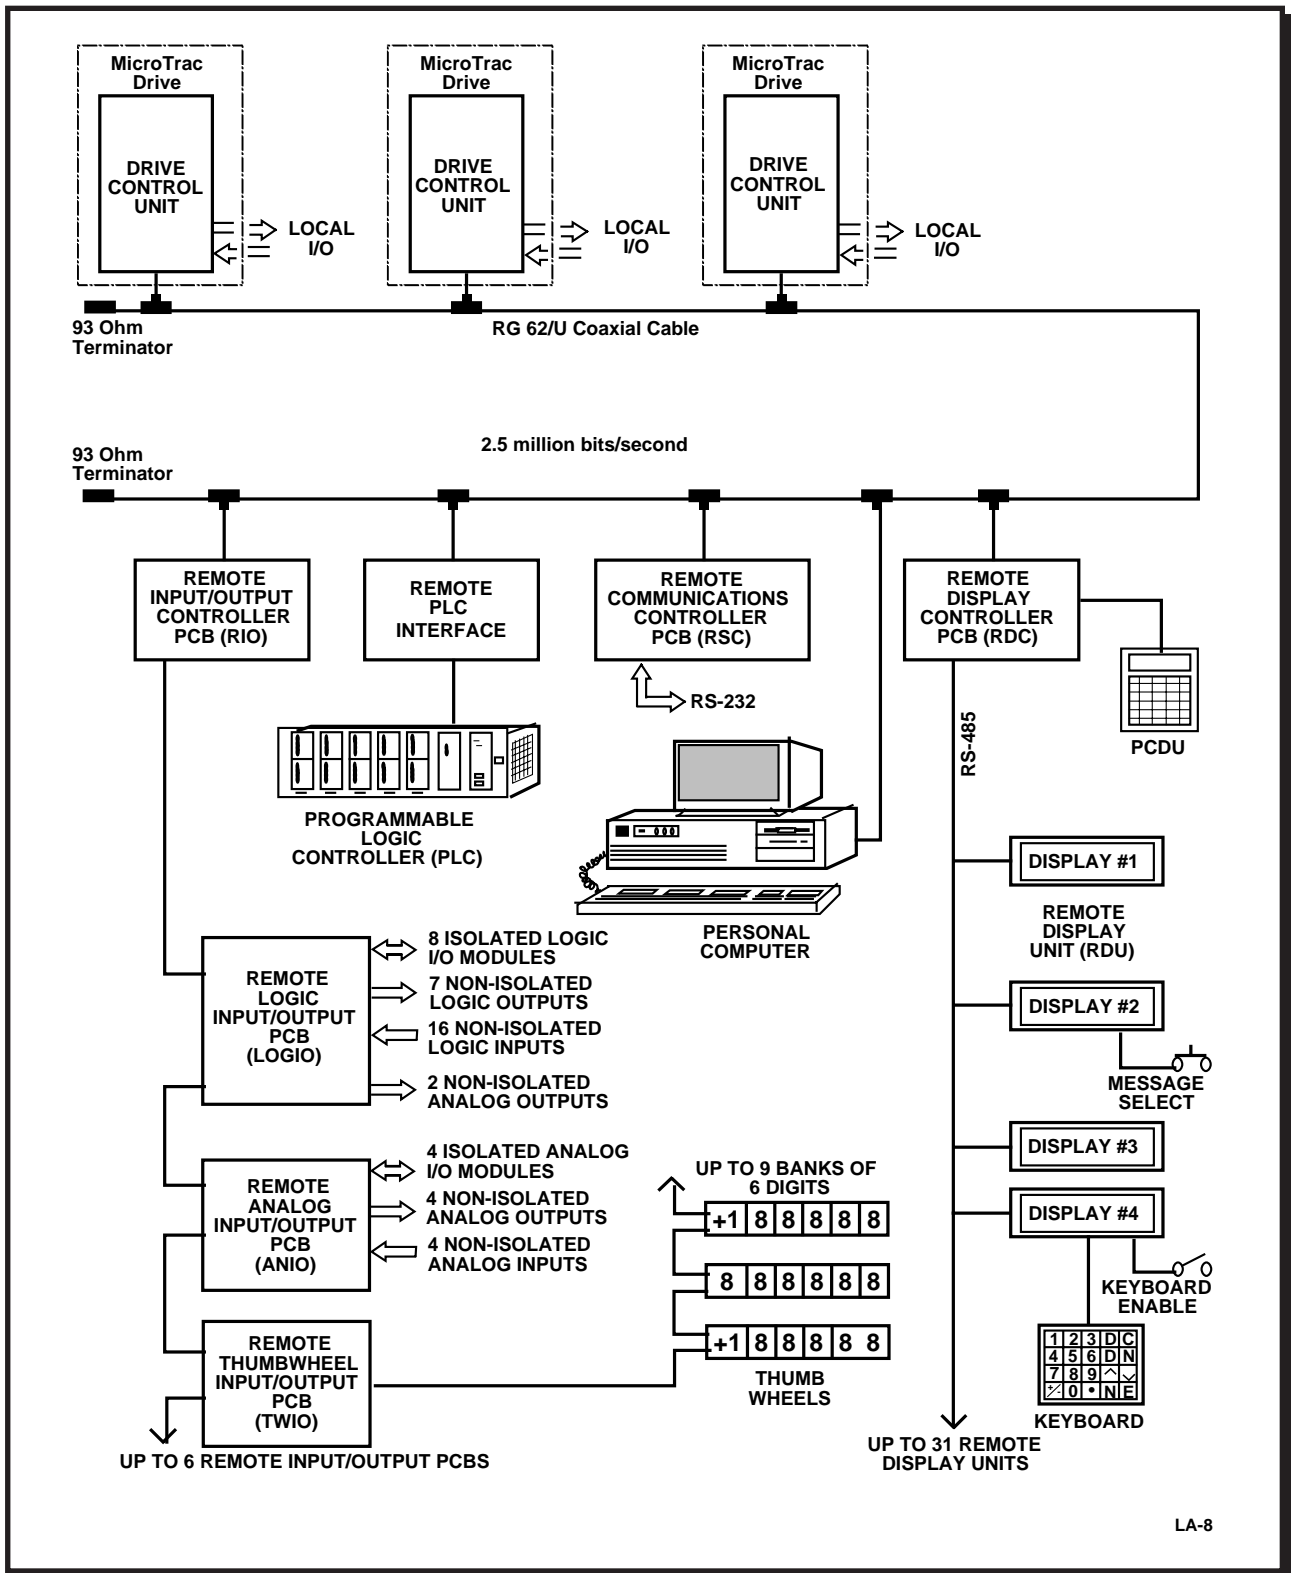 MicroTrac
Drive
DRIVE
CONTROL
UNIT
LOCAL
I/O
MicroTrac
Drive
DRIVE
CONTROL
UNIT
LOCAL
I/O
MicroTrac
Drive
DRIVE
CONTROL
UNIT
LOCAL
I/O
93 Ohm
Terminator
RG 62/U Coaxial Cable
2.5 million bits/second
93 Ohm
Terminator
REMOTE
INPUT/OUTPUT
CONTROLLER
PCB (RIO)
REMOTE
PLC
INTERFACE
REMOTE
COMMUNICATIONS
CONTROLLER
PCB (RSC)
REMOTE
DISPLAY
CONTROLLER
PCB (RDC)
RS-232
RS-485
PCDU
PROGRAMMABLE
LOGIC
CONTROLLER (PLC)
PERSONAL
COMPUTER
DISPLAY #1
REMOTE
DISPLAY
UNIT (RDU)
DISPLAY #2
MESSAGE
SELECT
DISPLAY #3
DISPLAY #4
KEYBOARD
ENABLE
1 2 3 D C
4 5 6 D N
7 8 9 ^ ⌄
+/- 0 • N E
KEYBOARD
UP TO 31 REMOTE
DISPLAY UNITS
REMOTE
LOGIC
INPUT/OUTPUT
PCB
(LOGIO)
8 ISOLATED LOGIC
I/O MODULES
7 NON-ISOLATED
LOGIC OUTPUTS
16 NON-ISOLATED
LOGIC INPUTS
2 NON-ISOLATED
ANALOG OUTPUTS
REMOTE
ANALOG
INPUT/OUTPUT
PCB
(ANIO)
4 ISOLATED ANALOG
I/O MODULES
4 NON-ISOLATED
ANALOG OUTPUTS
4 NON-ISOLATED
ANALOG INPUTS
REMOTE
THUMBWHEEL
INPUT/OUTPUT
PCB
(TWIO)
UP TO 9 BANKS OF
6 DIGITS
+1 8 8 8 8 8
8 8 8 8 8 8
+1 8 8 8 8 8
THUMB
WHEELS
UP TO 6 REMOTE INPUT/OUTPUT PCBS
LA-8